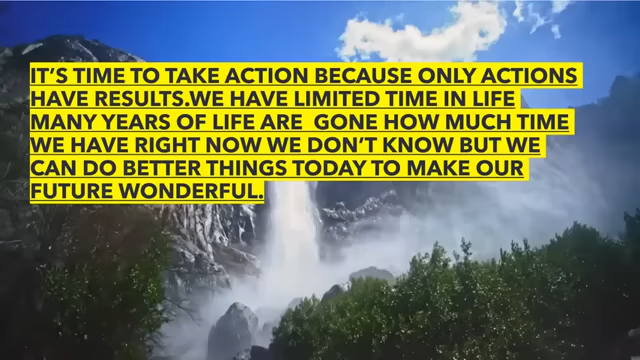 IT’S TIME TO TAKE ACTION BECAUSE ONLY ACTIONS
HAVE RESULTS.WE HAVE LIMITED TIME IN LIFE
MANY YEARS OF LIFE ARE  GONE HOW MUCH TIME
WE HAVE RIGHT NOW WE DON’T KNOW BUT WE
CAN DO BETTER THINGS TODAY TO MAKE OUR
FUTURE WONDERFUL.